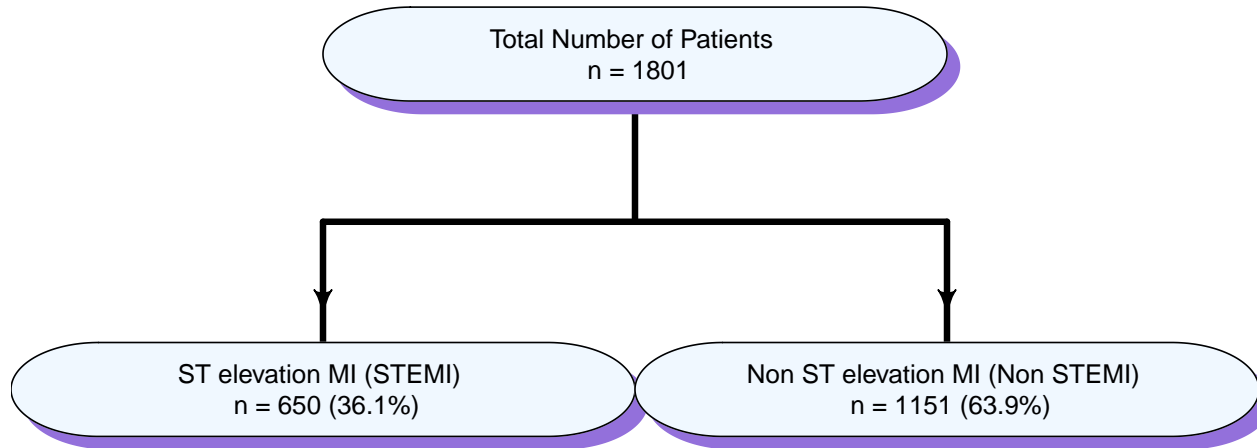 Total Number of Patients
n = 1801
ST elevation MI (STEMI)
n = 650 (36.1%)
Non ST elevation MI (Non STEMI)
n = 1151 (63.9%)